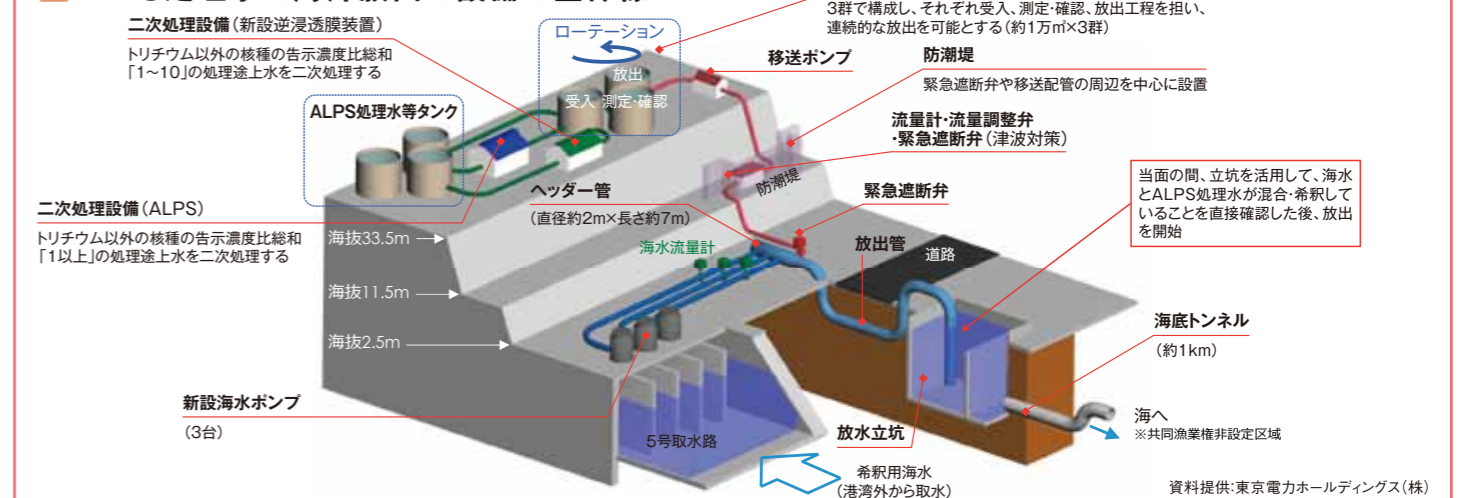 3群で構成し、それぞれ受入、測定・確認、放出工程を担い、
連続的な放出を可能とする(約1万㎥×3群)
二次処理設備(新設逆浸透膜装置)
トリチウム以外の核種の告示濃度比総和
「1~10」の処理途上水を二次処理する
ローテーション
放出
受入 測定・確認
移送ポンプ
防潮堤
緊急遮断弁や移送配管の周辺を中心に設置
ALPS処理水等タンク
流量計・流量調整弁
・緊急遮断弁(津波対策)
防潮堤
当面の間、立坑を活用して、海水
とALPS処理水が混合・希釈して
いることを直接確認した後、放出
を開始
ヘッダー管
(直径約2m×長さ約7m)
緊急遮断弁
二次処理設備(ALPS)
トリチウム以外の核種の告示濃度比総和
「1以上」の処理途上水を二次処理する
海抜33.5m
海水流量計
放出管
道路
海抜11.5m
海抜2.5m
海底トンネル
(約1km)
新設海水ポンプ
(3台)
5号取水路
放水立坑
海へ
※共同漁業権非設定区域
希釈用海水
(港湾外から取水)
資料提供:東京電力ホールディングス(株)